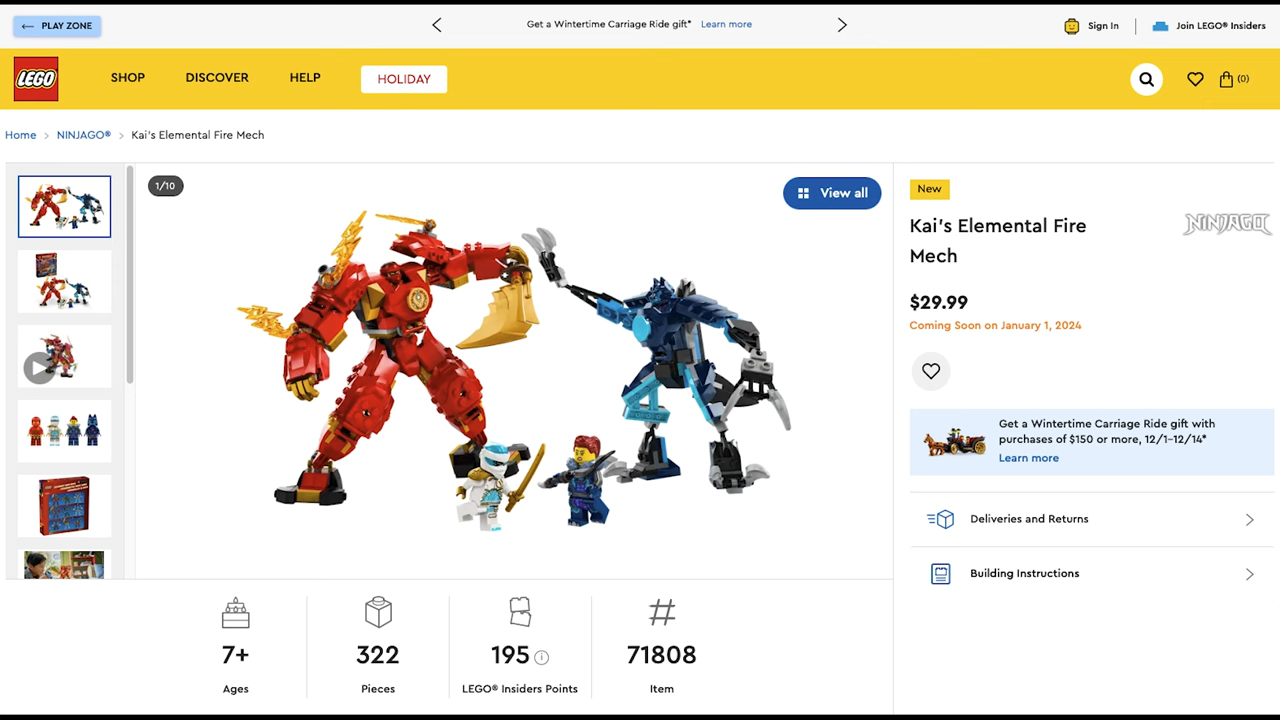 ← PLAY ZONE
Get a Wintertime Carriage Ride gift* Learn more
Sign In
Join LEGO® Insiders
LEGO
SHOP
DISCOVER
HELP
HOLIDAY
(0)
Home > NINJAGO® > Kai's Elemental Fire Mech
1/10
View all
New
Kai's Elemental Fire
Mech
NINJAGO
$29.99
Coming Soon on January 1, 2024
Get a Wintertime Carriage Ride gift with
purchases of $150 or more, 12/1–12/14*
Learn more
Deliveries and Returns
Building Instructions
7+
Ages
322
Pieces
195
LEGO® Insiders Points
#
71808
Item